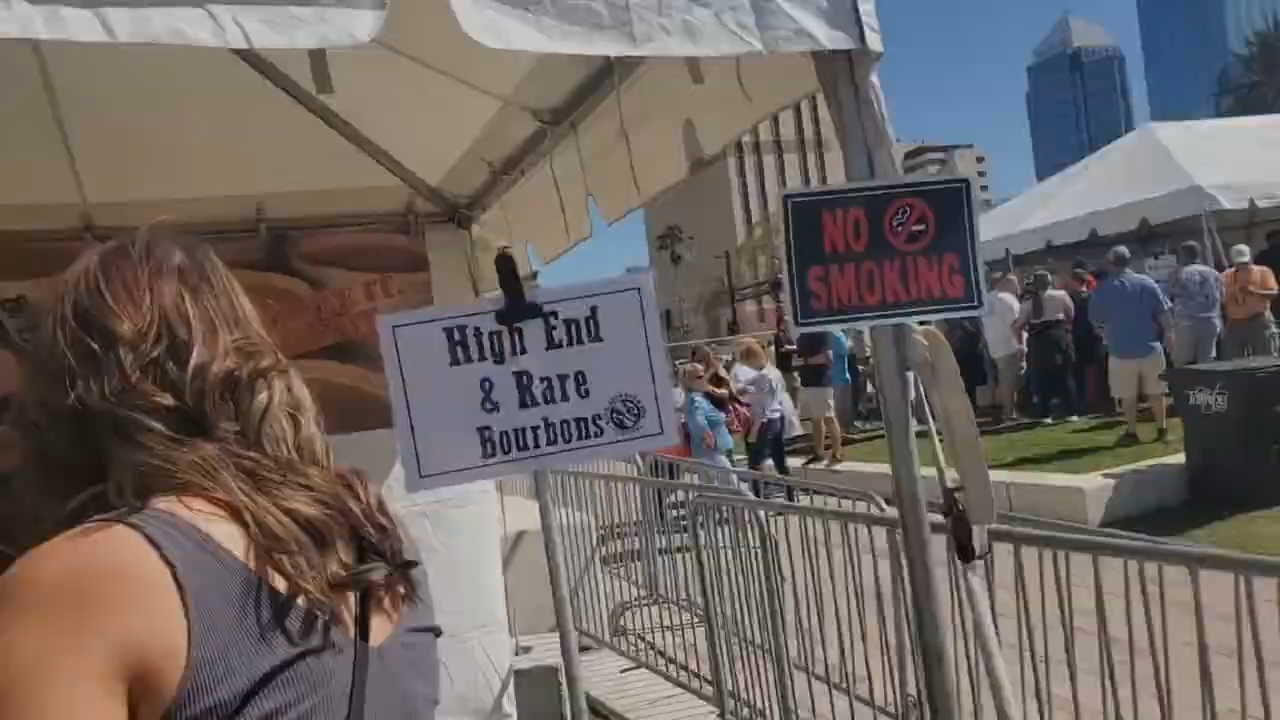 High End
& Rare
Bourbons
NO
SMOKING